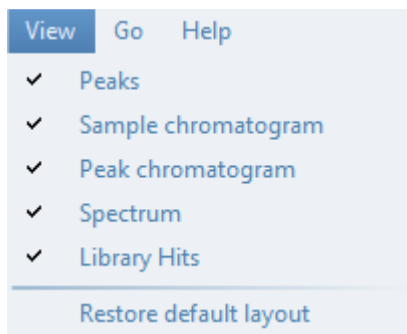 View Go Help
Peaks
Sample chromatogram
Peak chromatogram
Spectrum
Library Hits
Restore default layout